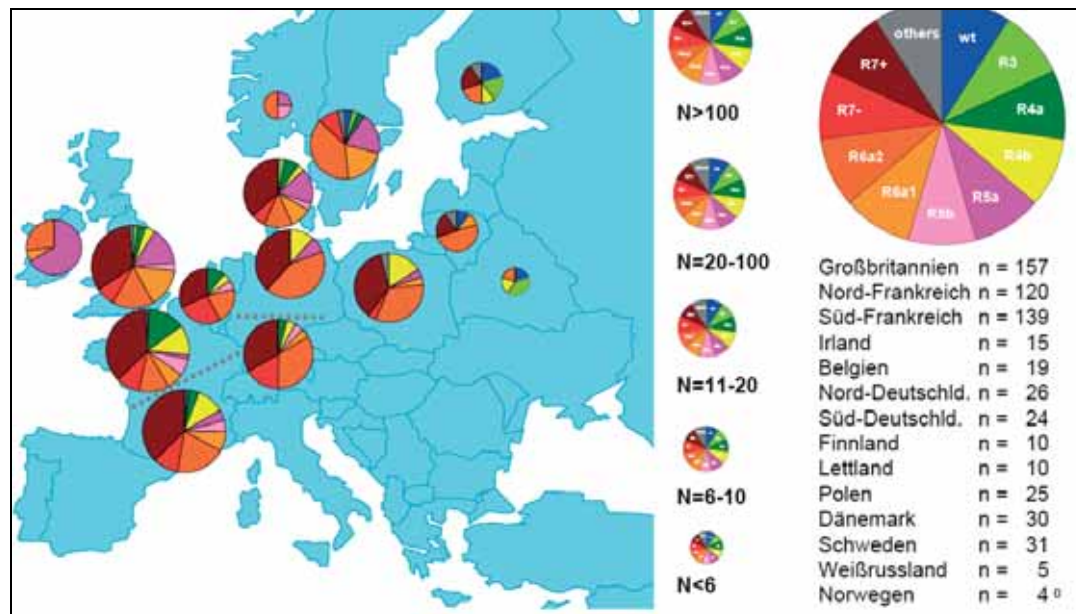 N>100
N=20-100
N=11-20
N=6-10
N<6
others
wt
R3
R4a
R4b
R5a
R5b
R6a1
R6a2
R7-
R7+
Großbritannien n = 157
Nord-Frankreich n = 120
Süd-Frankreich n = 139
Irland n = 15
Belgien n = 19
Nord-Deutschld. n = 26
Süd-Deutschld. n = 24
Finnland n = 10
Lettland n = 10
Polen n = 25
Dänemark n = 30
Schweden n = 31
Weißrussland n = 5
Norwegen n = 4 0